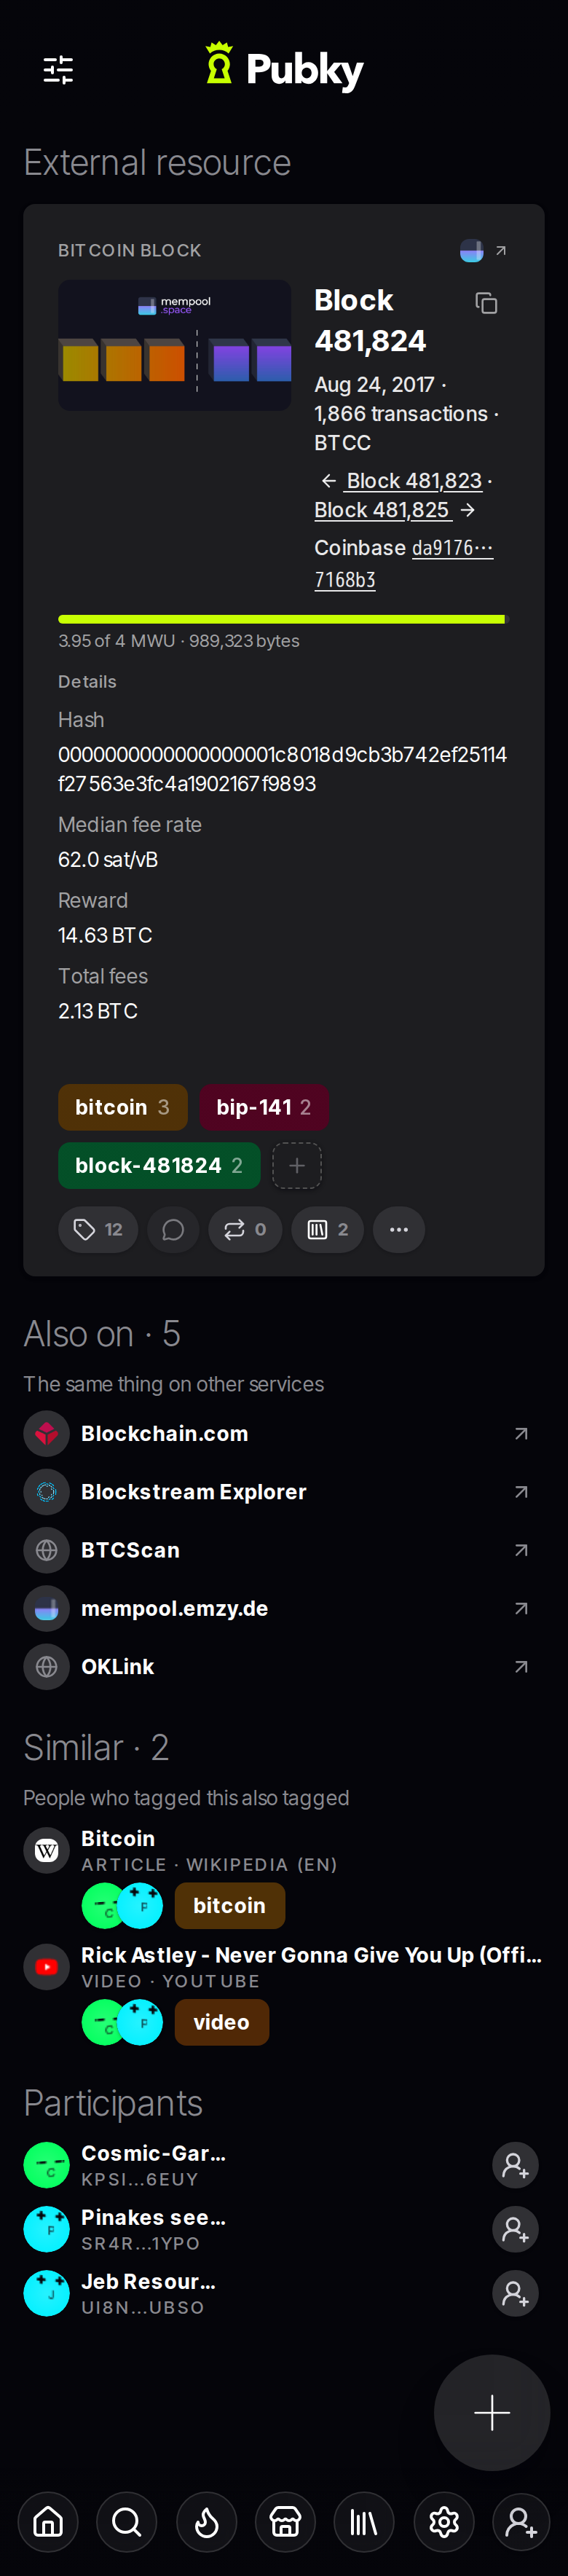 Pubky
External resource
BITCOIN BLOCK
mempool
.space
Block
481,824
Aug 24, 2017 ·
1,866 transactions ·
BTCC
← Block 481,823 ·
Block 481,825 →
Coinbase da9176…
7168b3
3.95 of 4 MWU · 989,323 bytes
Details
Hash
0000000000000000001c8018d9cb3b742ef25114
f27563e3fc4a1902167f9893
Median fee rate
62.0 sat/vB
Reward
14.63 BTC
Total fees
2.13 BTC
bitcoin 3
bip-141 2
block-481824 2
12
0
2
Also on · 5
The same thing on other services
Blockchain.com
Blockstream Explorer
BTCScan
mempool.emzy.de
OKLink
Similar · 2
People who tagged this also tagged
W
Bitcoin
ARTICLE · WIKIPEDIA (EN)
C
P
bitcoin
Rick Astley - Never Gonna Give You Up (Offi...
VIDEO · YOUTUBE
C
P
video
Participants
C
Cosmic-Gar...
KPSI...6EUY
P
Pinakes see...
SR4R...1YPO
J
Jeb Resour...
UI8N...UBSO